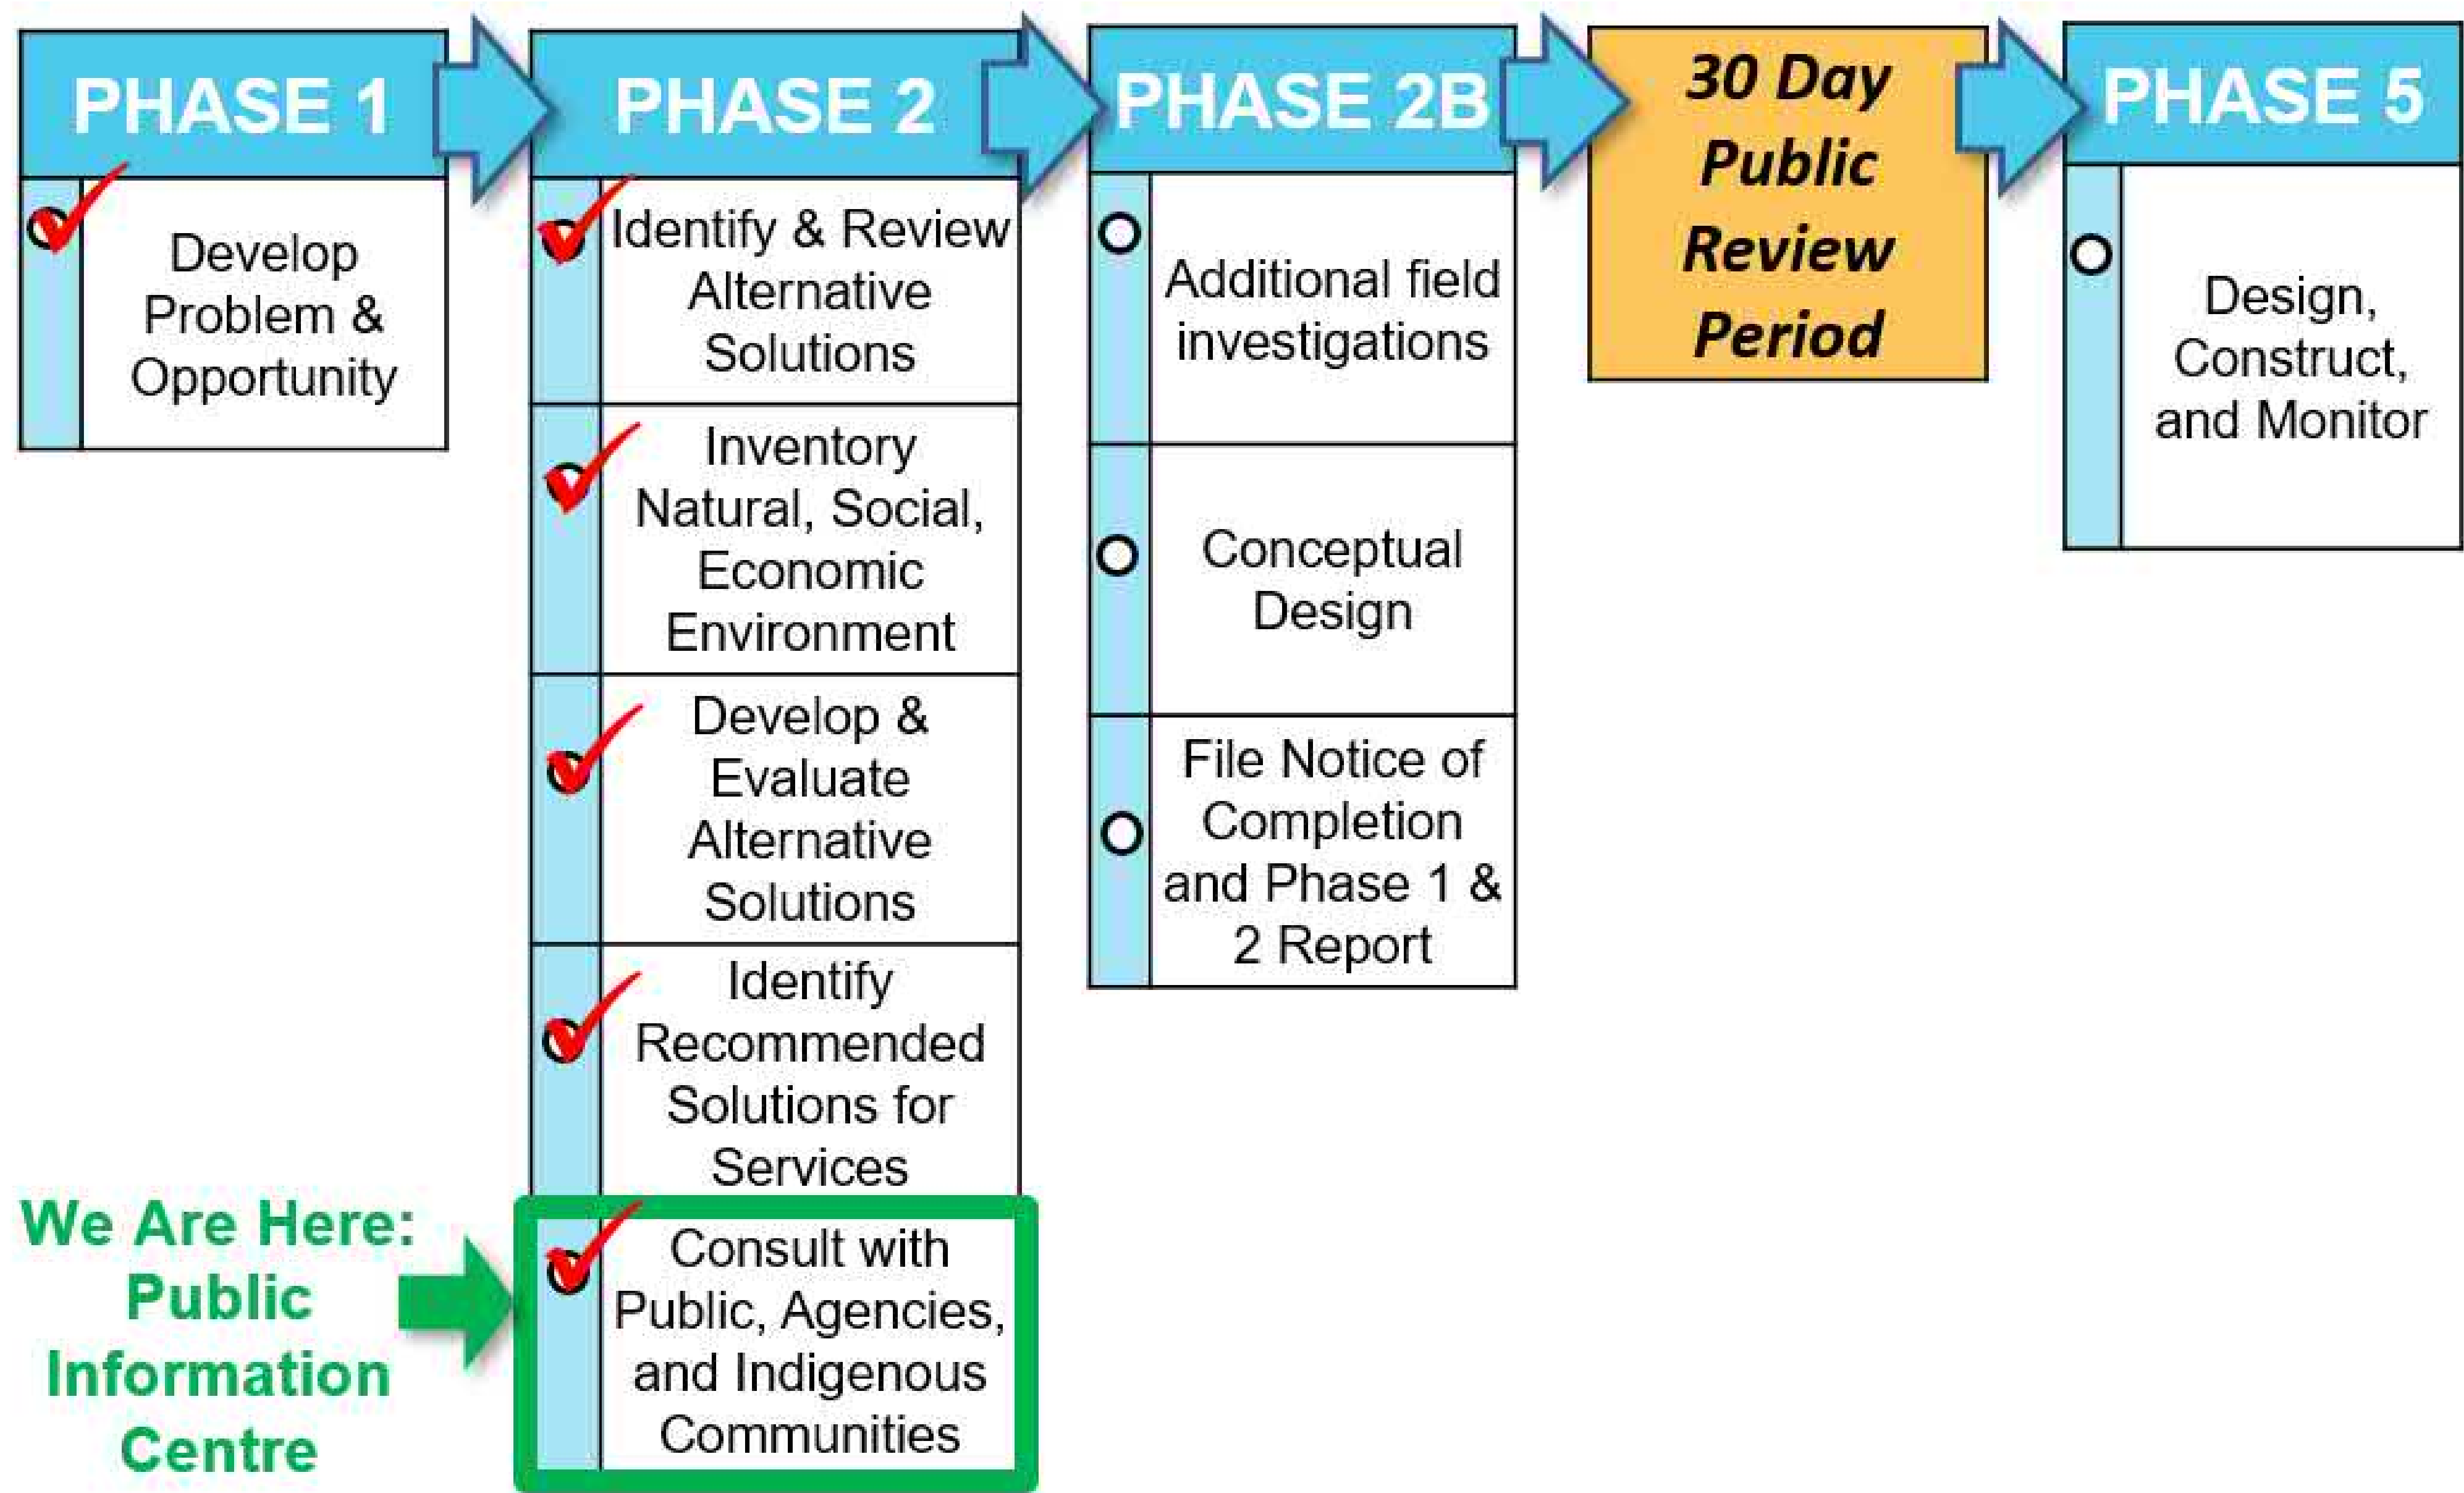 PHASE 1
Develop
Problem &
Opportunity
PHASE 2
Identify & Review
Alternative
Solutions
Inventory
Natural, Social,
Economic
Environment
Develop &
Evaluate
Alternative
Solutions
Identify
Recommended
Solutions for
Services
We Are Here:
Public
Information
Centre
Consult with
Public, Agencies,
and Indigenous
Communities
PHASE 2B
Additional field
investigations
Conceptual
Design
File Notice of
Completion
and Phase 1 &
2 Report
30 Day
Public
Review
Period
PHASE 5
Design,
Construct,
and Monitor